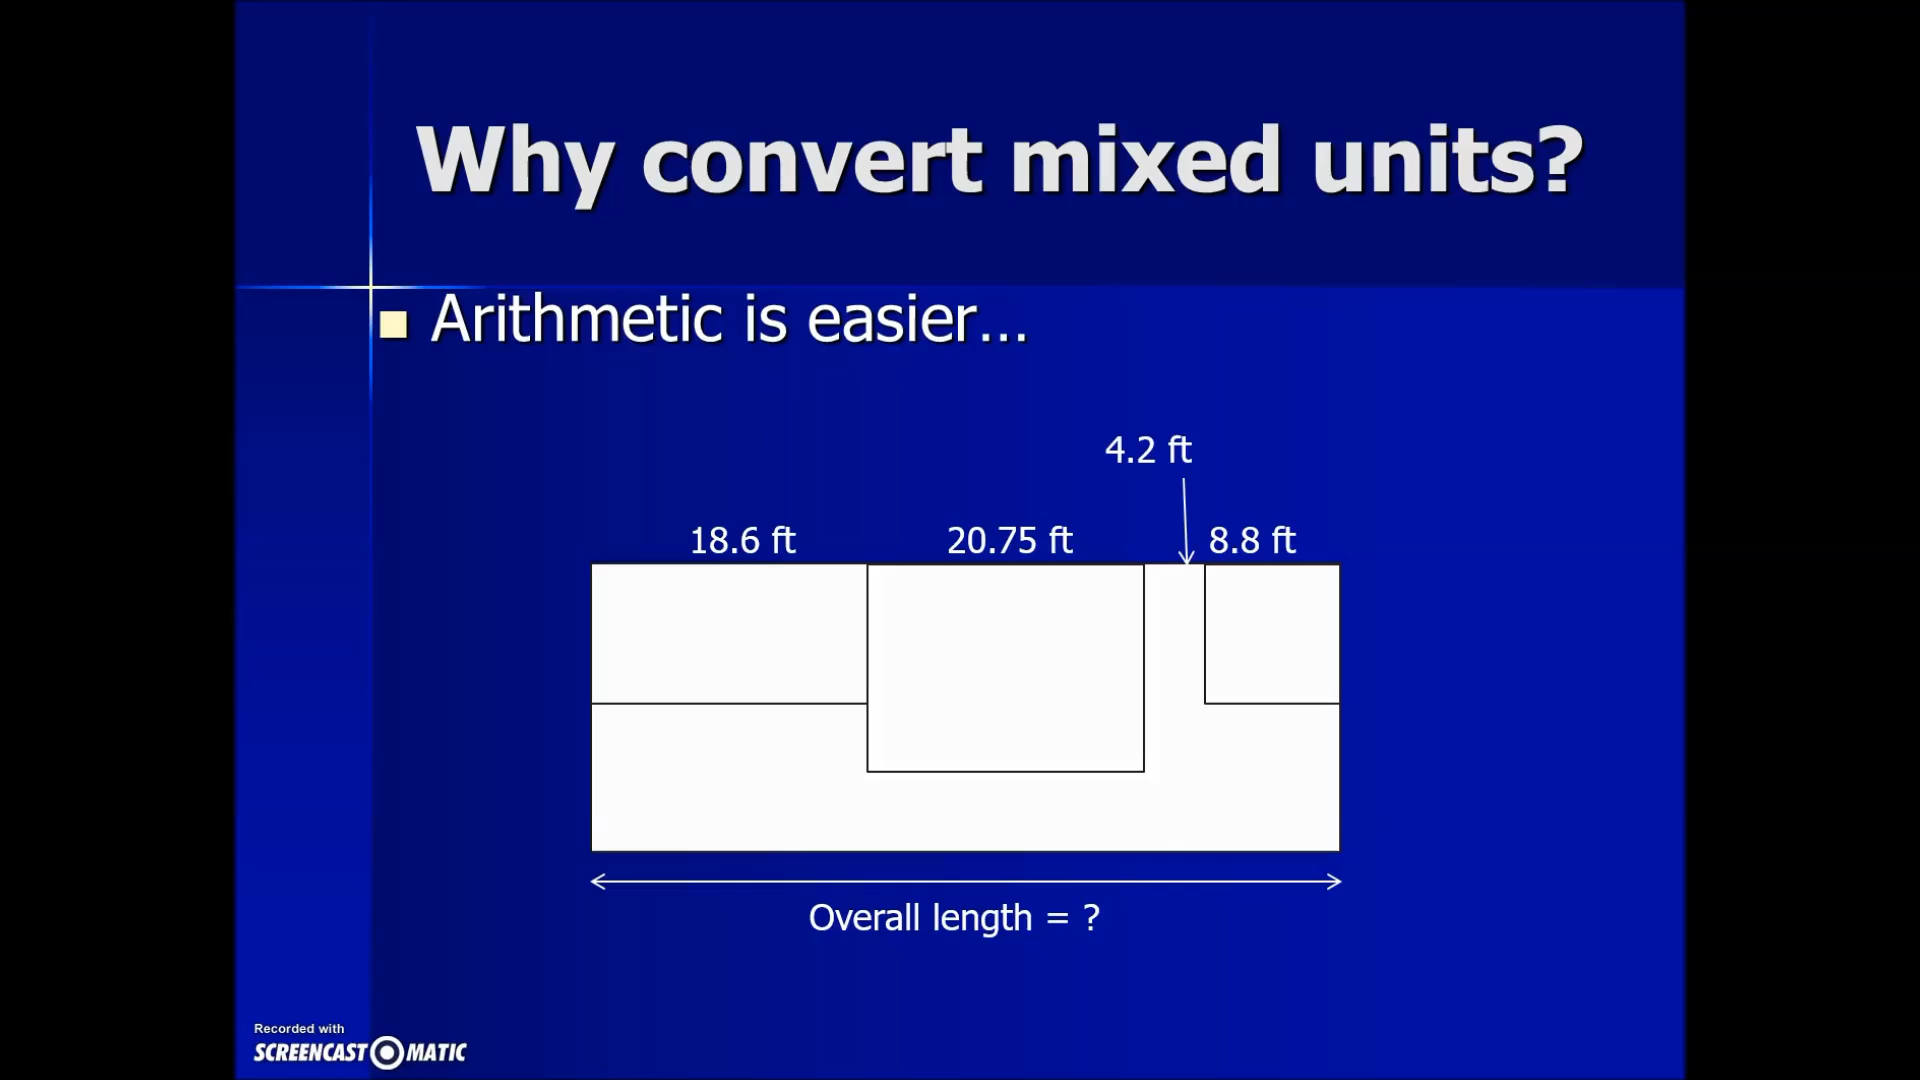 Why convert mixed units?
Arithmetic is easier...
4.2 ft
18.6 ft
20.75 ft
8.8 ft
Overall length = ?
Recorded with
SCREENCAST MATIC